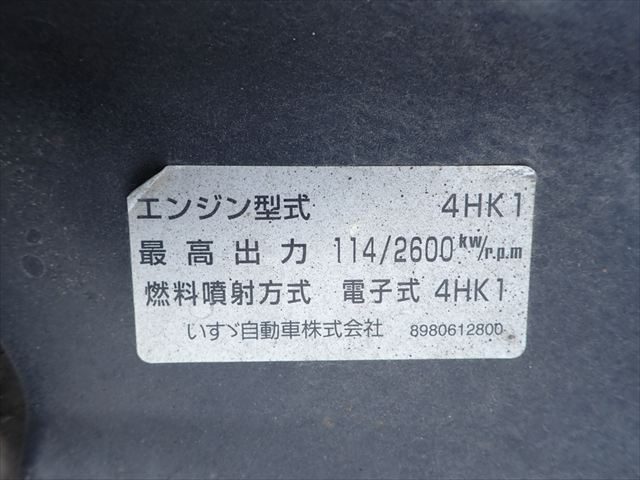 エンジン型式 4HK1
最高出力 114/2600 kw/r.p.m
燃料噴射方式 電子式 4HK1
いすゞ自動車株式会社 8980612800